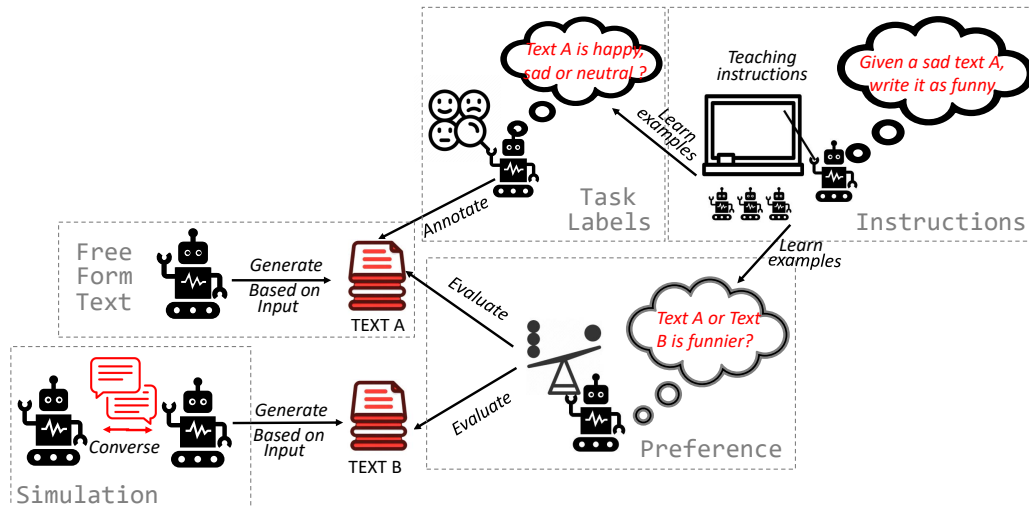 Text A is happy,
sad or neutral ?
Learn
examples
Task
Labels
Teaching
instructions
Given a sad text A,
write it as funny
Instructions
Annotate
Free
Form
Text
Generate
Based on
Input
TEXT A
Learn
examples
Evaluate
Text A or Text
B is funnier?
Evaluate
Preference
Converse
Simulation
Generate
Based on
Input
TEXT B